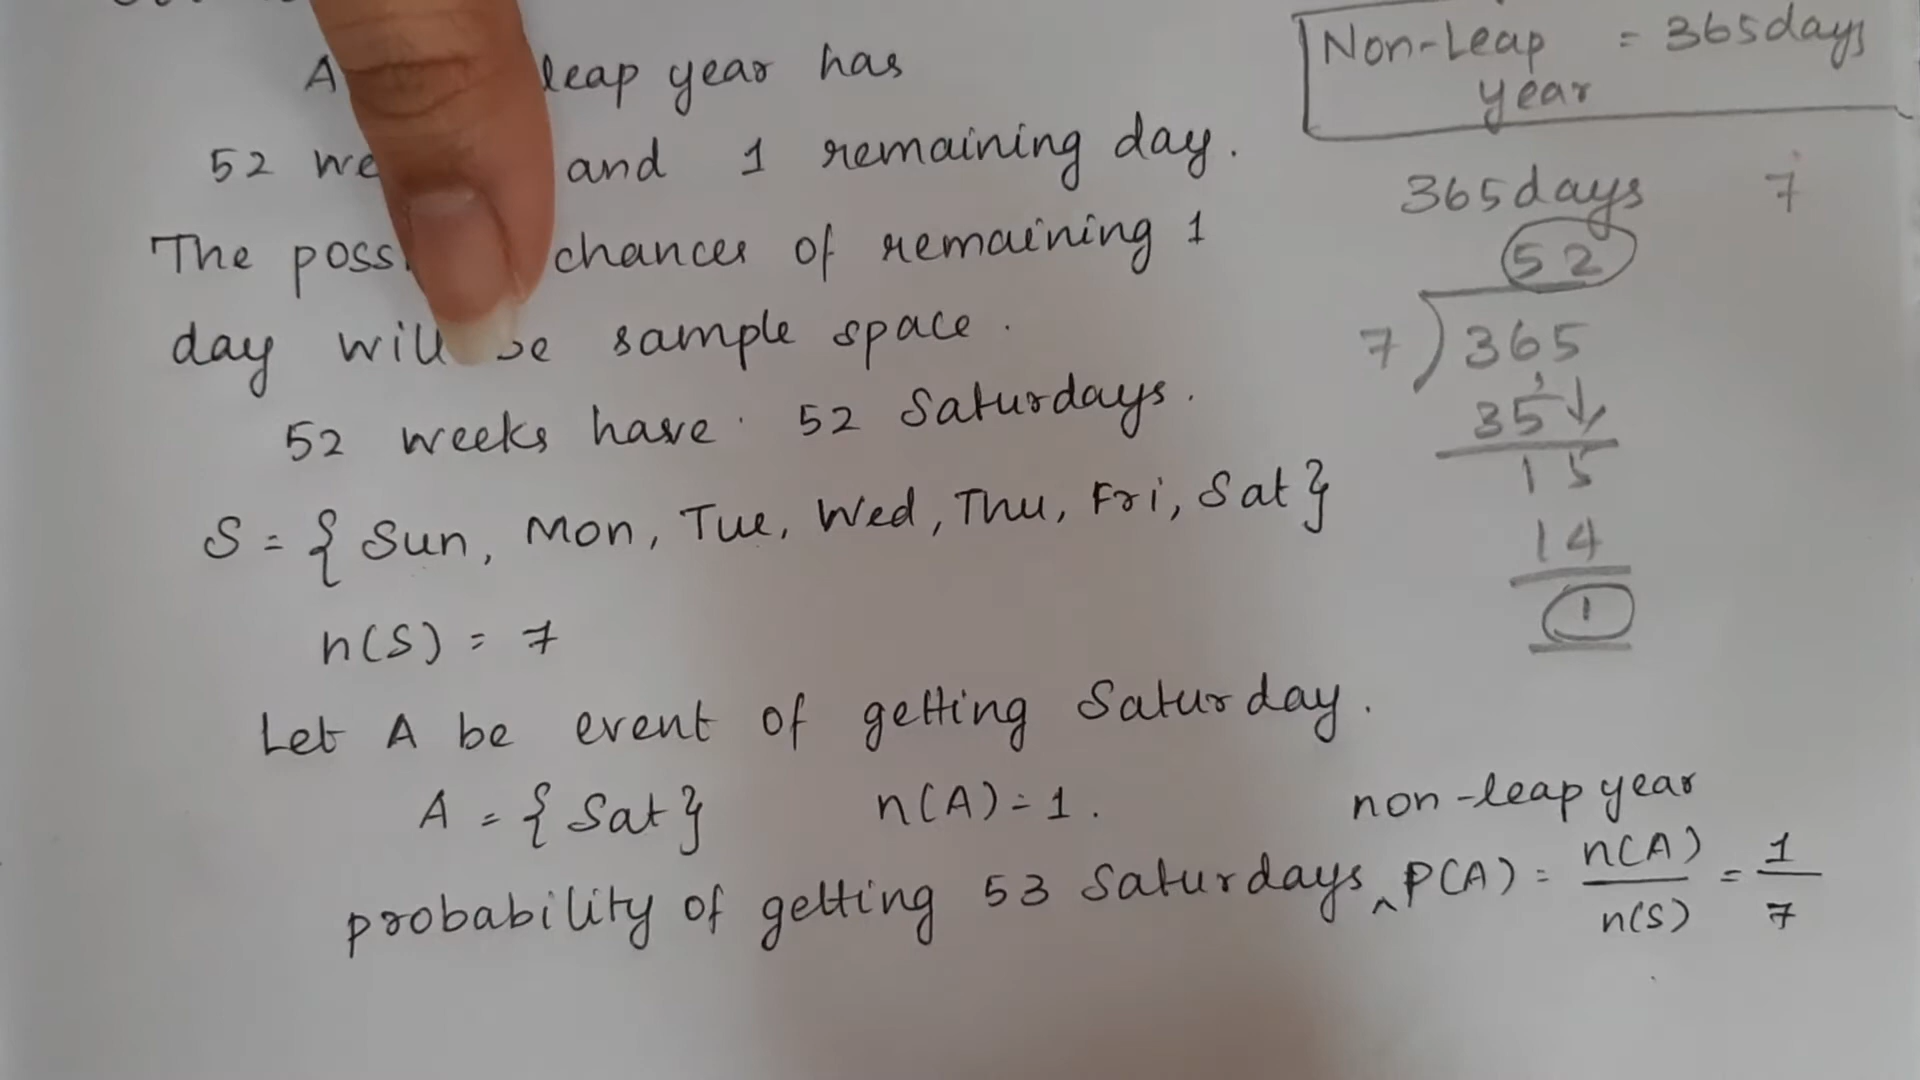 A leap year has
52 we and 1 remaining day.
The poss chances of remaining 1
day will be sample space.
52 weeks have 52 Saturdays.
S = { Sun, Mon, Tue, Wed, Thu, Fri, Sat }
n(S) = 7
Let A be event of getting Saturday.
A = { Sat } n(A) = 1.
non-leap year
probability of getting 53 Saturdays ^ P(A) = n(A)/n(S) = 1/7
Non-Leap = 365days
year
365days 7
52
7 ) 365
35 ↓
15
14
1